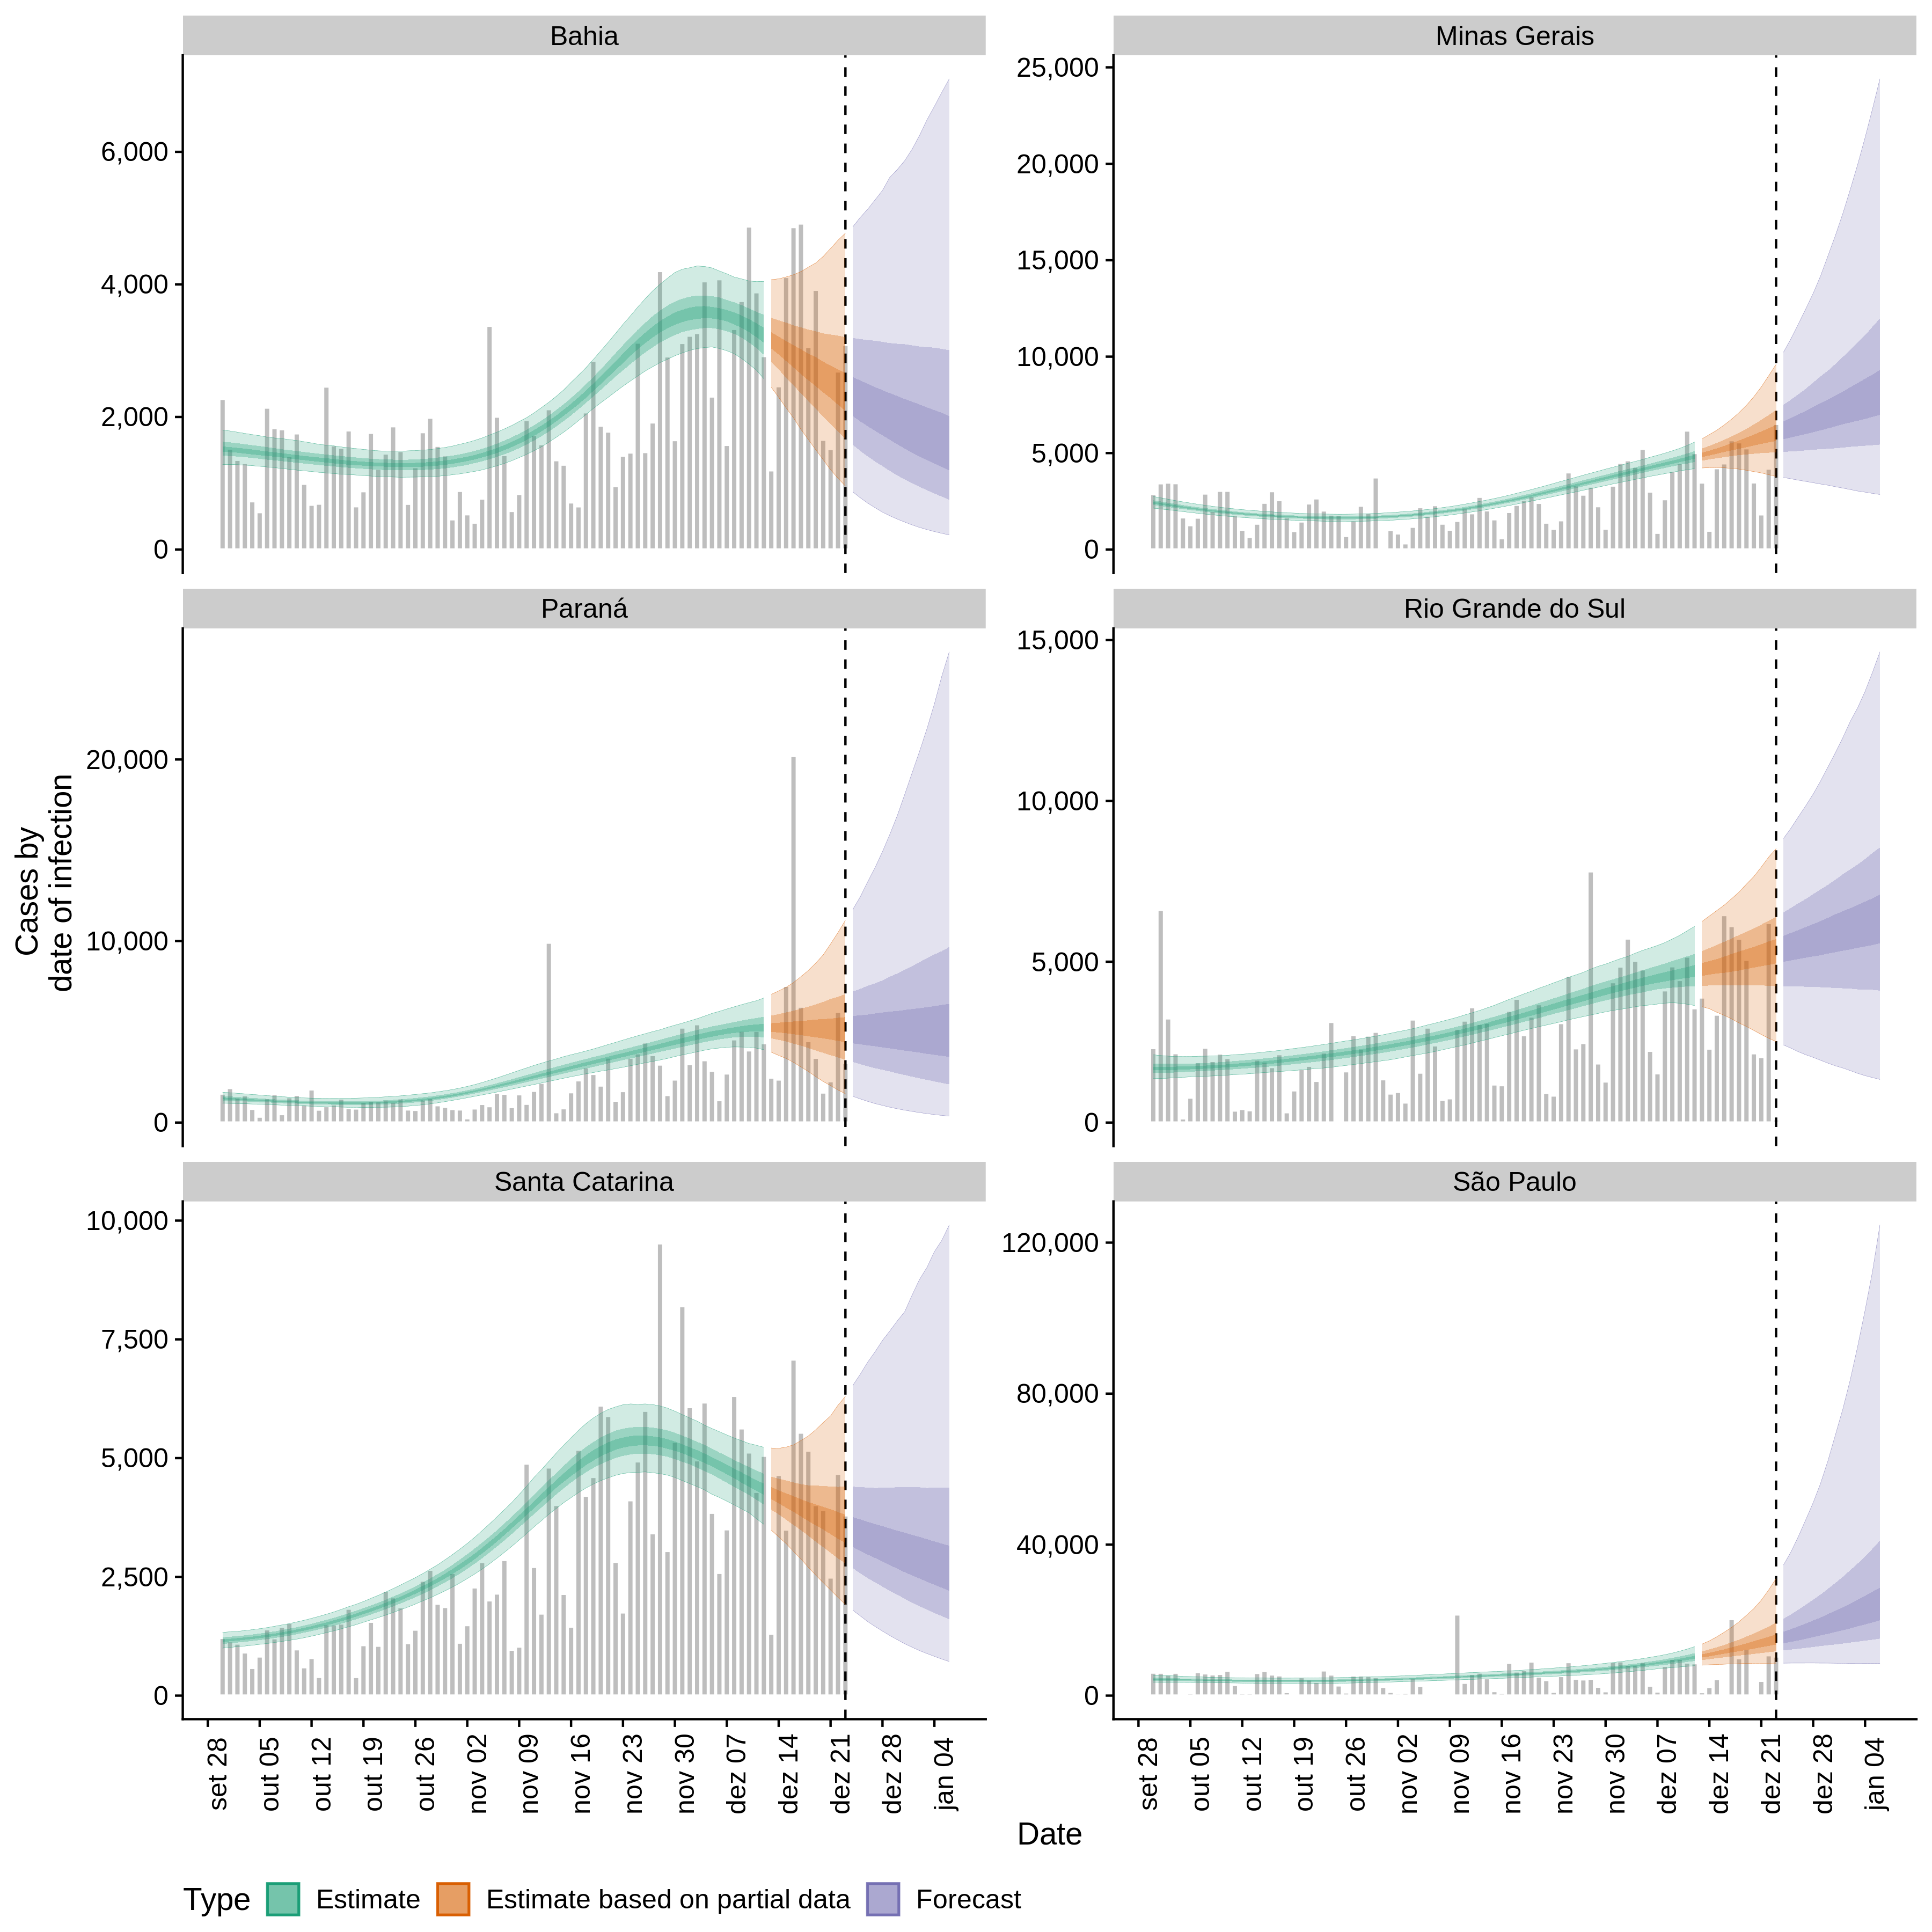 Bahia
Minas Gerais
6,000
4,000
2,000
0
25,000
20,000
15,000
10,000
5,000
0
Paraná
Rio Grande do Sul
20,000
10,000
0
15,000
10,000
5,000
0
Cases by
date of infection
Santa Catarina
São Paulo
10,000
7,500
5,000
2,500
0
120,000
80,000
40,000
0
set 28
out 05
out 12
out 19
out 26
nov 02
nov 09
nov 16
nov 23
nov 30
dez 07
dez 14
dez 21
dez 28
jan 04
set 28
out 05
out 12
out 19
out 26
nov 02
nov 09
nov 16
nov 23
nov 30
dez 07
dez 14
dez 21
dez 28
jan 04
Date
Type Estimate Estimate based on partial data Forecast